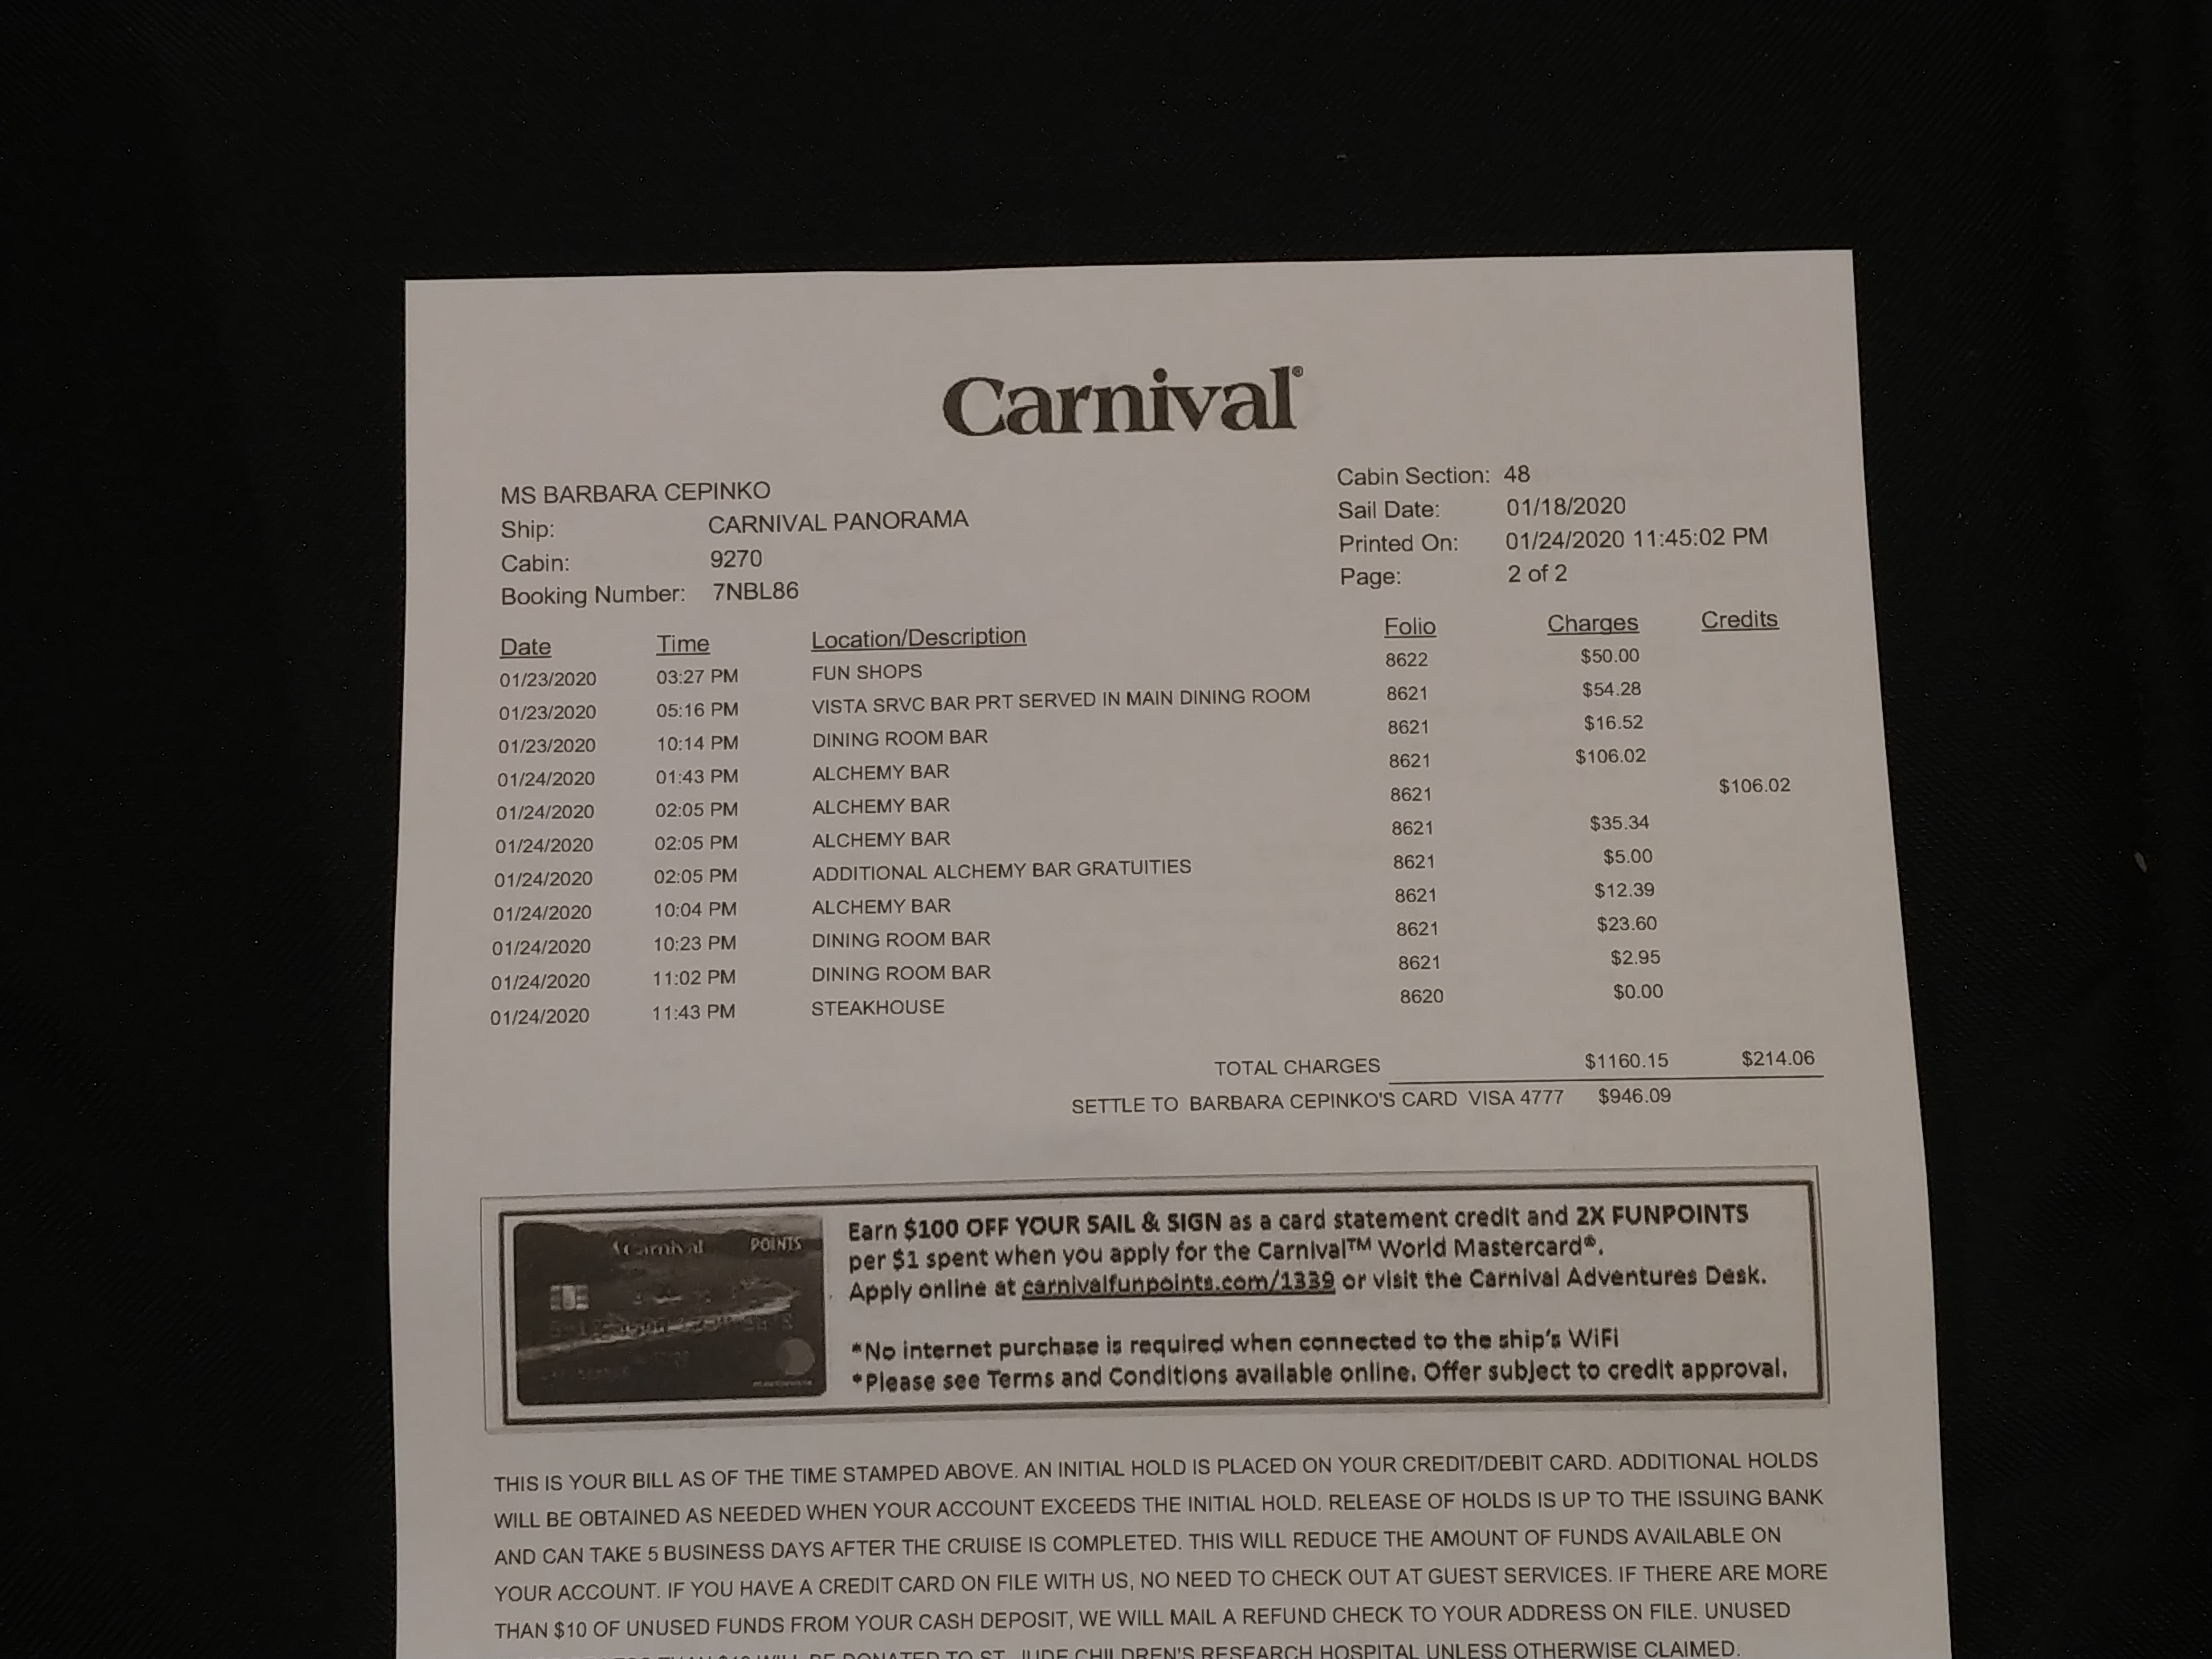 Carnival®
MS BARBARA CEPINKO
Ship: CARNIVAL PANORAMA
Cabin: 9270
Booking Number: 7NBL86
Cabin Section: 48
Sail Date: 01/18/2020
Printed On: 01/24/2020 11:45:02 PM
Page: 2 of 2
Date Time Location/Description Folio Charges Credits
01/23/2020 03:27 PM FUN SHOPS 8622 $50.00
01/23/2020 05:16 PM VISTA SRVC BAR PRT SERVED IN MAIN DINING ROOM 8621 $54.28
01/23/2020 10:14 PM DINING ROOM BAR 8621 $16.52
01/24/2020 01:43 PM ALCHEMY BAR 8621 $106.02
01/24/2020 02:05 PM ALCHEMY BAR 8621 $106.02
01/24/2020 02:05 PM ALCHEMY BAR 8621 $35.34
01/24/2020 02:05 PM ADDITIONAL ALCHEMY BAR GRATUITIES 8621 $5.00
01/24/2020 10:04 PM ALCHEMY BAR 8621 $12.39
01/24/2020 10:23 PM DINING ROOM BAR 8621 $23.60
01/24/2020 11:02 PM DINING ROOM BAR 8621 $2.95
01/24/2020 11:43 PM STEAKHOUSE 8620 $0.00
TOTAL CHARGES $1160.15 $214.06
SETTLE TO BARBARA CEPINKO'S CARD VISA 4777 $946.09
Carnival POINTS
Earn $100 OFF YOUR SAIL & SIGN as a card statement credit and 2X FUNPOINTS
per $1 spent when you apply for the Carnival™ World Mastercard®.
Apply online at carnivalfunpoints.com/1339 or visit the Carnival Adventures Desk.
*No internet purchase is required when connected to the ship's WiFi
*Please see Terms and Conditions available online. Offer subject to credit approval.
THIS IS YOUR BILL AS OF THE TIME STAMPED ABOVE. AN INITIAL HOLD IS PLACED ON YOUR CREDIT/DEBIT CARD. ADDITIONAL HOLDS
WILL BE OBTAINED AS NEEDED WHEN YOUR ACCOUNT EXCEEDS THE INITIAL HOLD. RELEASE OF HOLDS IS UP TO THE ISSUING BANK
AND CAN TAKE 5 BUSINESS DAYS AFTER THE CRUISE IS COMPLETED. THIS WILL REDUCE THE AMOUNT OF FUNDS AVAILABLE ON
YOUR ACCOUNT. IF YOU HAVE A CREDIT CARD ON FILE WITH US, NO NEED TO CHECK OUT AT GUEST SERVICES. IF THERE ARE MORE
THAN $10 OF UNUSED FUNDS FROM YOUR CASH DEPOSIT, WE WILL MAIL A REFUND CHECK TO YOUR ADDRESS ON FILE. UNUSED
DONATED TO ST. JUDE CHILDREN'S RESEARCH HOSPITAL UNLESS OTHERWISE CLAIMED.